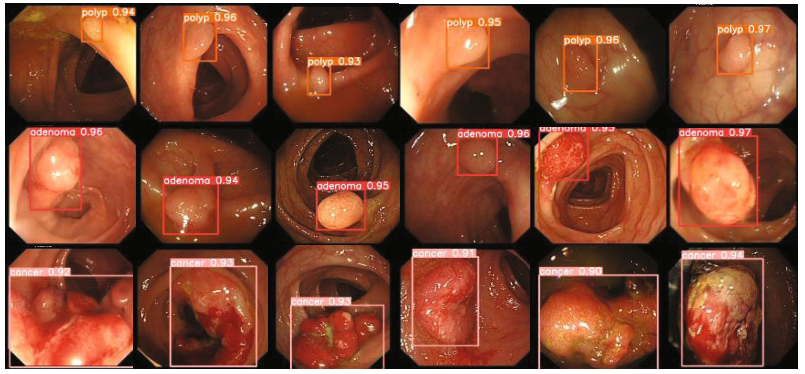 polyp 0.94
polyp 0.96
polyp 0.93
polyp 0.95
polyp 0.96
polyp 0.97
adenoma 0.96
adenoma 0.94
adenoma 0.95
adenoma 0.96
adenoma 0.95
adenoma 0.97
cancer 0.92
cancer 0.93
cancer 0.93
cancer 0.91
cancer 0.90
cancer 0.94